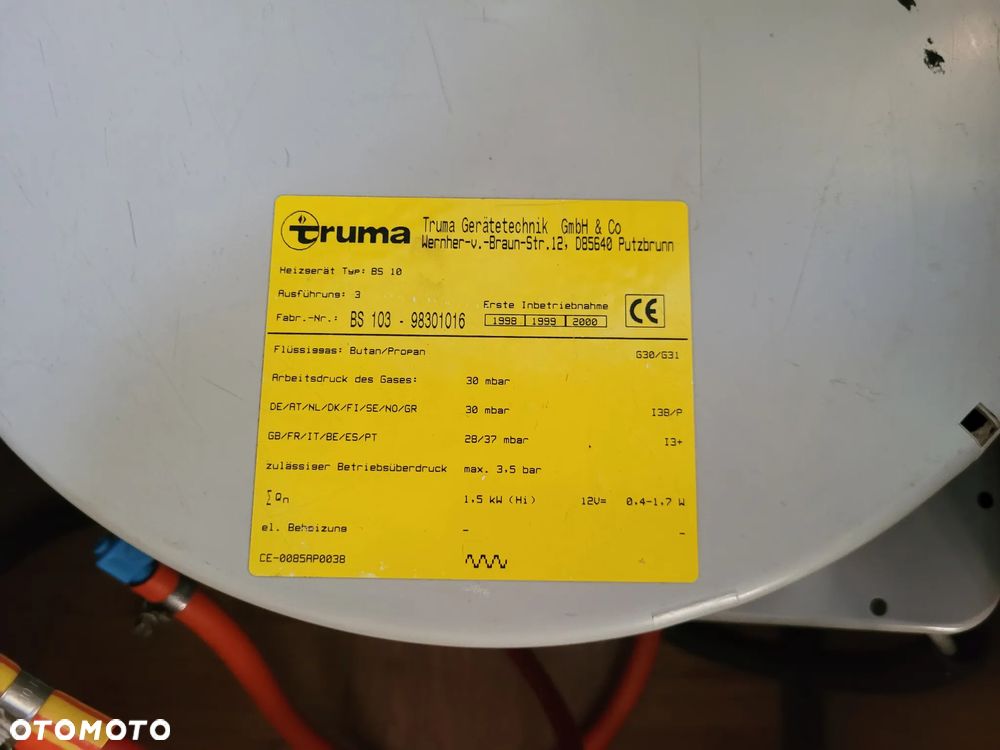 truma
Truma Gerätetechnik GmbH & Co
Wernher-v.-Braun-Str.12, D85640 Putzbrunn
Heizgerät Typ: BS 10
Ausführung: 3
Fabr.-Nr.: BS 103 - 98301016
Erste Inbetriebnahme
1998 1999 2000
CE
Flüssiggas: Butan/Propan G30/G31
Arbeitsdruck des Gases: 30 mbar
DE/AT/NL/DK/FI/SE/NO/GR 30 mbar I3B/P
GB/FR/IT/BE/ES/PT 28/37 mbar I3+
zulässiger Betriebsüberdruck max. 3,5 bar
∑Qn 1,5 kW (Hi) 12V= 0,4-1,7 W
el. Beheizung - -
CE-0085AP0038
OTOMOTO